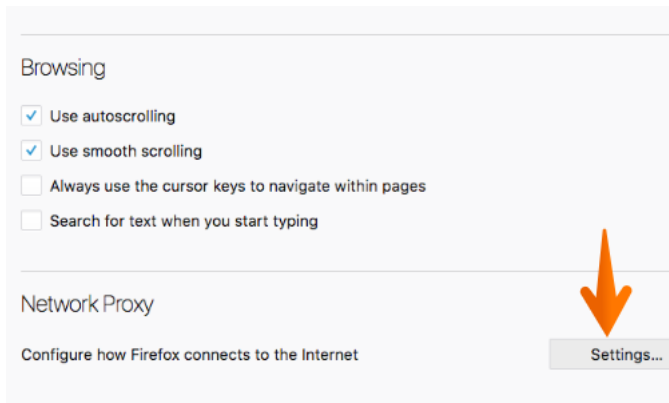 Browsing
Use autoscrolling
Use smooth scrolling
Always use the cursor keys to navigate within pages
Search for text when you start typing
Network Proxy
Configure how Firefox connects to the Internet
Settings...